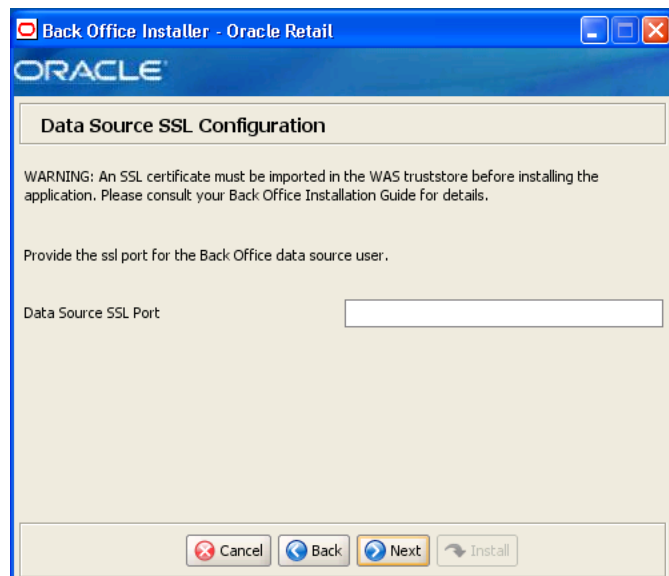 Back Office Installer - Oracle Retail
ORACLE
Data Source SSL Configuration
WARNING: An SSL certificate must be imported in the WAS truststore before installing the
application. Please consult your Back Office Installation Guide for details.
Provide the ssl port for the Back Office data source user.
Data Source SSL Port
Cancel Back Next Install